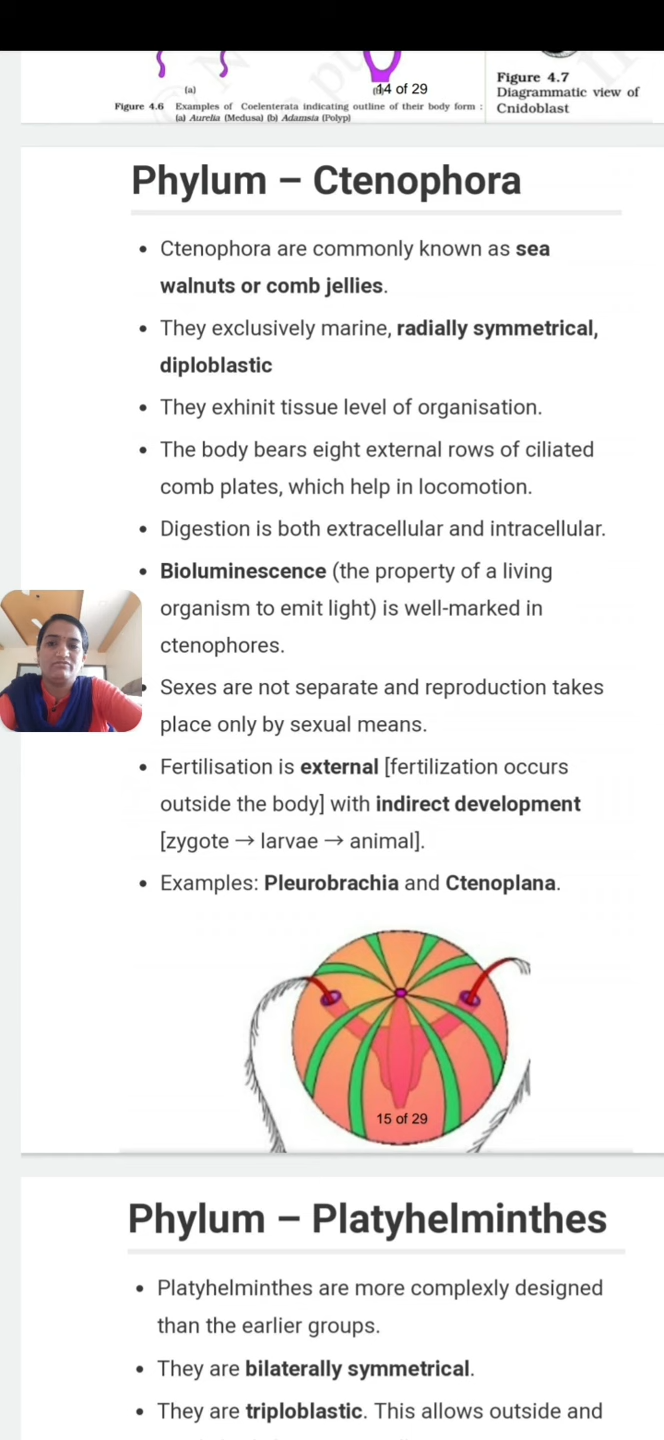 (a)
14 of 29
Figure 4.6 Examples of Coelenterata indicating outline of their body form :
(a) Aurelia (Medusa) (b) Adamsia (Polyp)
Figure 4.7
Diagrammatic view of
Cnidoblast
Phylum – Ctenophora
• Ctenophora are commonly known as sea
walnuts or comb jellies.
• They exclusively marine, radially symmetrical,
diploblastic
• They exhinit tissue level of organisation.
• The body bears eight external rows of ciliated
comb plates, which help in locomotion.
• Digestion is both extracellular and intracellular.
• Bioluminescence (the property of a living
organism to emit light) is well-marked in
ctenophores.
• Sexes are not separate and reproduction takes
place only by sexual means.
• Fertilisation is external [fertilization occurs
outside the body] with indirect development
[zygote → larvae → animal].
• Examples: Pleurobrachia and Ctenoplana.
15 of 29
Phylum – Platyhelminthes
• Platyhelminthes are more complexly designed
than the earlier groups.
• They are bilaterally symmetrical.
• They are triploblastic. This allows outside and